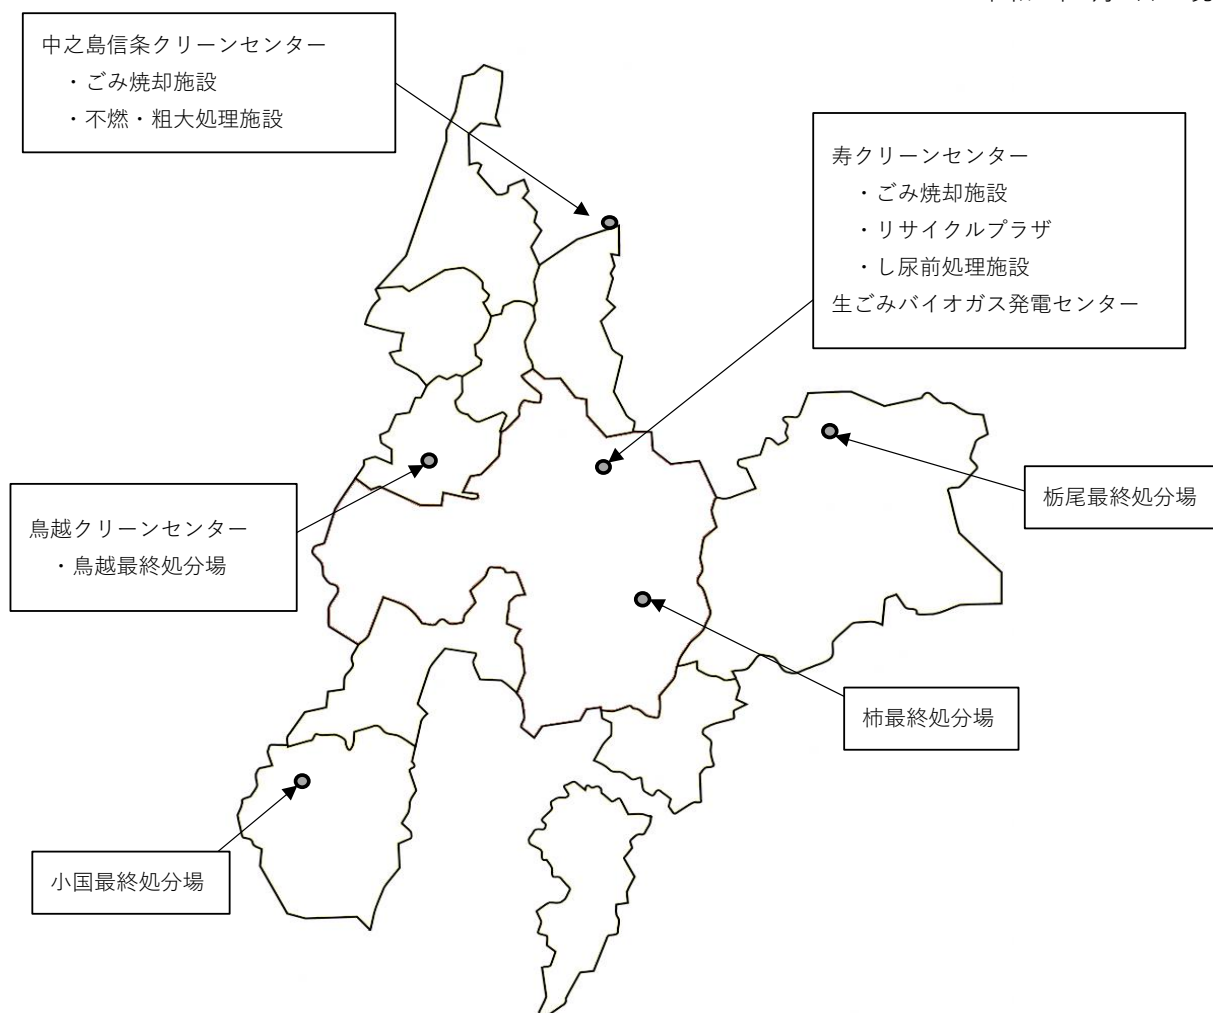 中之島信条クリーンセンター
・ごみ焼却施設
・不燃・粗大処理施設
寿クリーンセンター
・ごみ焼却施設
・リサイクルプラザ
・し尿前処理施設
生ごみバイオガス発電センター
栃尾最終処分場
鳥越クリーンセンター
・鳥越最終処分場
柿最終処分場
小国最終処分場